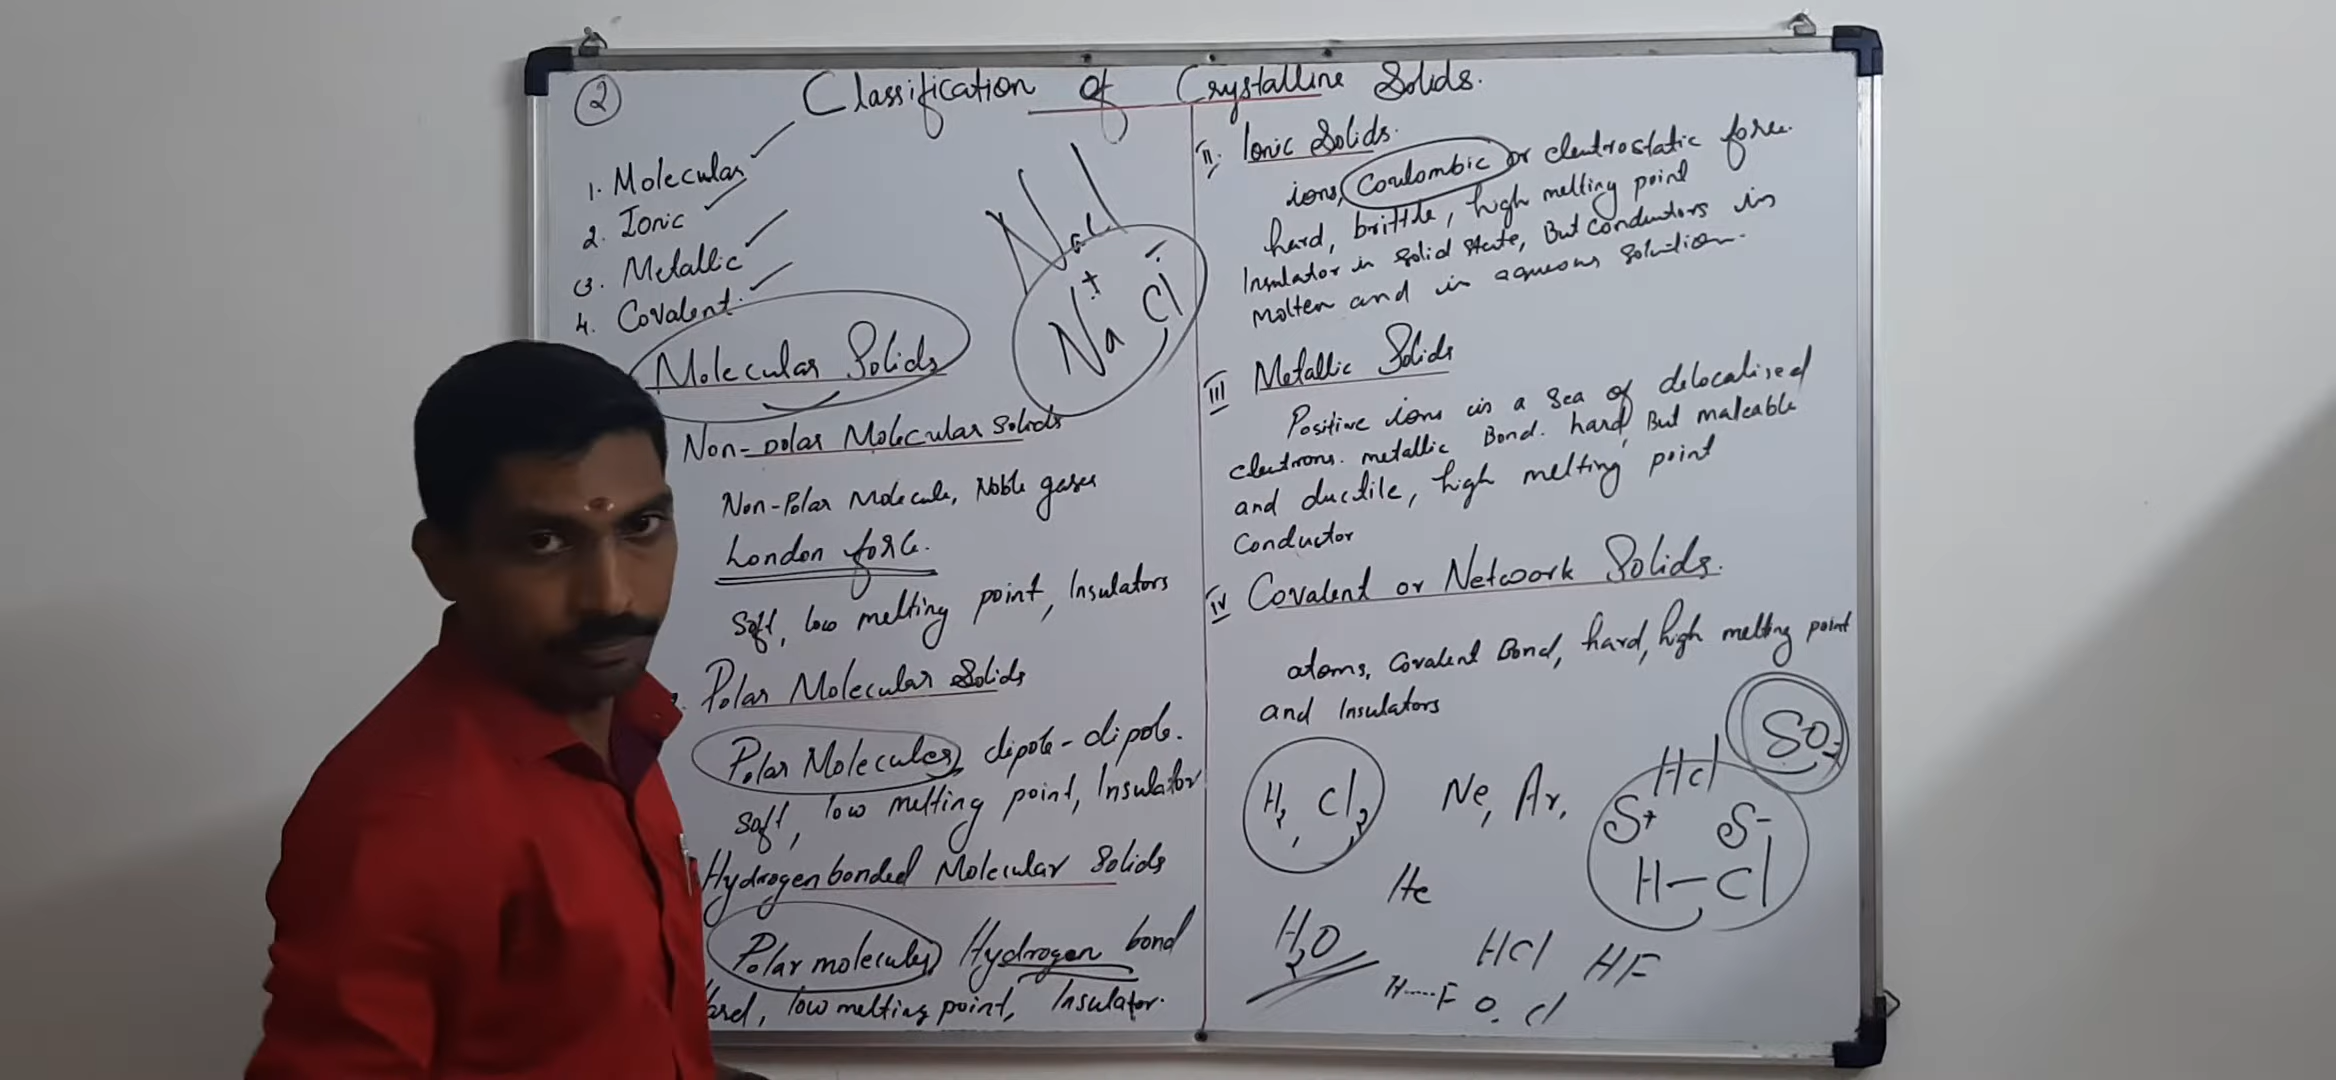 2
Classification of Crystalline Solids.
1. Molecular
2. Ionic
3. Metallic
4. Covalent.
NaCl
Na+ Cl-
Molecular Solids
Non-polar Molecular Solids
Non-Polar Molecule, Noble gases
London force.
Soft, low melting point, Insulators
Polar Molecular Solids
Polar Molecules, dipole-dipole.
Soft, low melting point, Insulator
Hydrogen bonded Molecular Solids
Polar molecules, Hydrogen bond
Hard, low melting point, Insulator.
II. Ionic Solids.
ions, Coulombic or electrostatic force.
hard, brittle, high melting point
Insulator in solid state, But conductors in
molten and in aqueous solution.
III Metallic Solids
Positive ions in a sea of delocalised
electrons. metallic Bond. hard, But maleable
and ductile, high melting point
Conductor
IV Covalent or Network Solids.
atoms, Covalent Bond, hard, high melting point
and Insulators
H2, Cl2,
Ne, Ar,
He
HCl
SO2
S+ S-
H-Cl
H2O
HCl HF
H.....F O. Cl